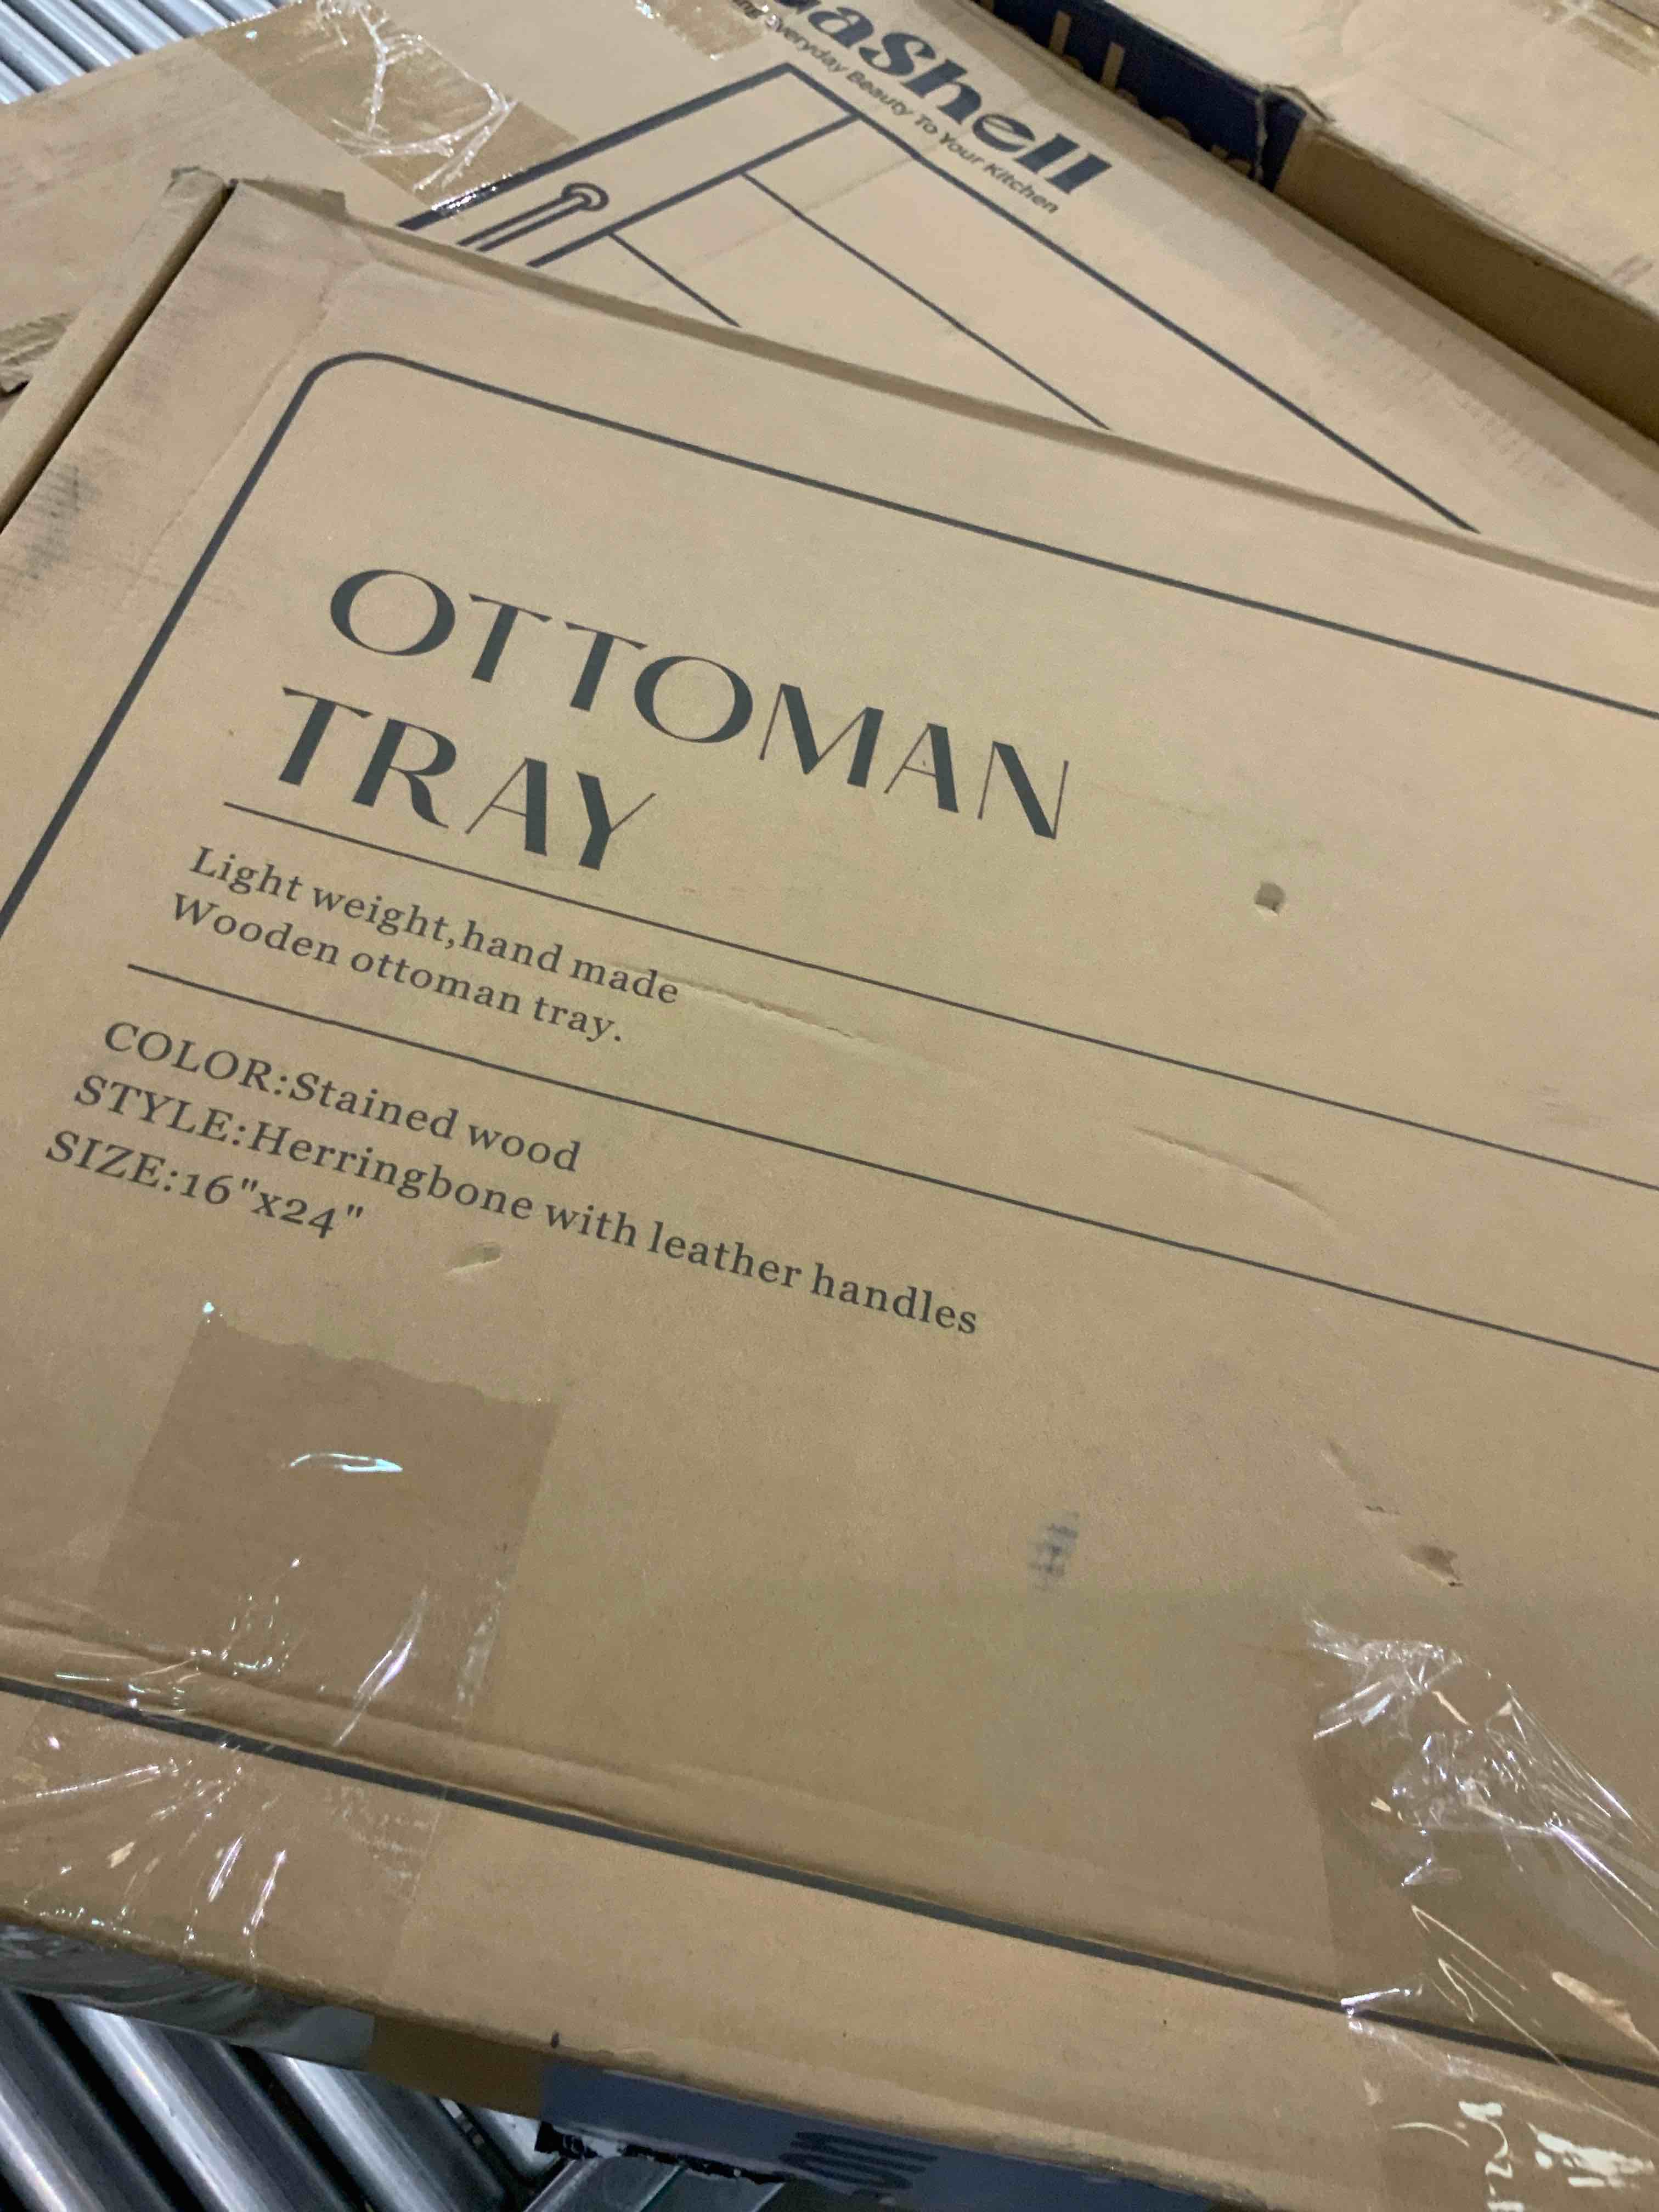 Everyday Beauty To Your Kitchen
OTTOMAN
TRAY
Light weight,hand made
Wooden ottoman tray.
COLOR:Stained wood
STYLE:Herringbone with leather handles
SIZE:16"x24"